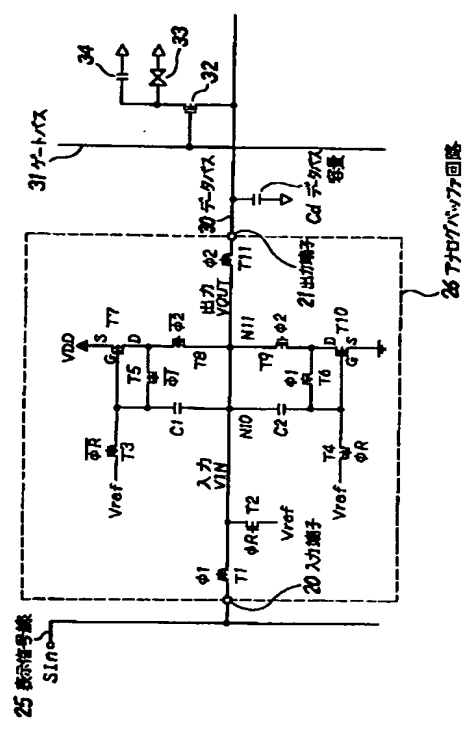 25 表示信号線
SIn
20 入力端子
φ1
T1
φR
T2
Vref
入力
VIN
N10
C1
C2
Vref
φR
T3
Vref
T4
φR
T5
φ1
T6
φ1
VDD
S
G
D
T7
T8
φ2
N11
T9
φ2
D
G
S
T10
出力
VOUT
φ2
T11
21 出力端子
26 アナログバッファ回路
30 データバス
Cd データバス
容量
31 ゲートバス
32
33
34